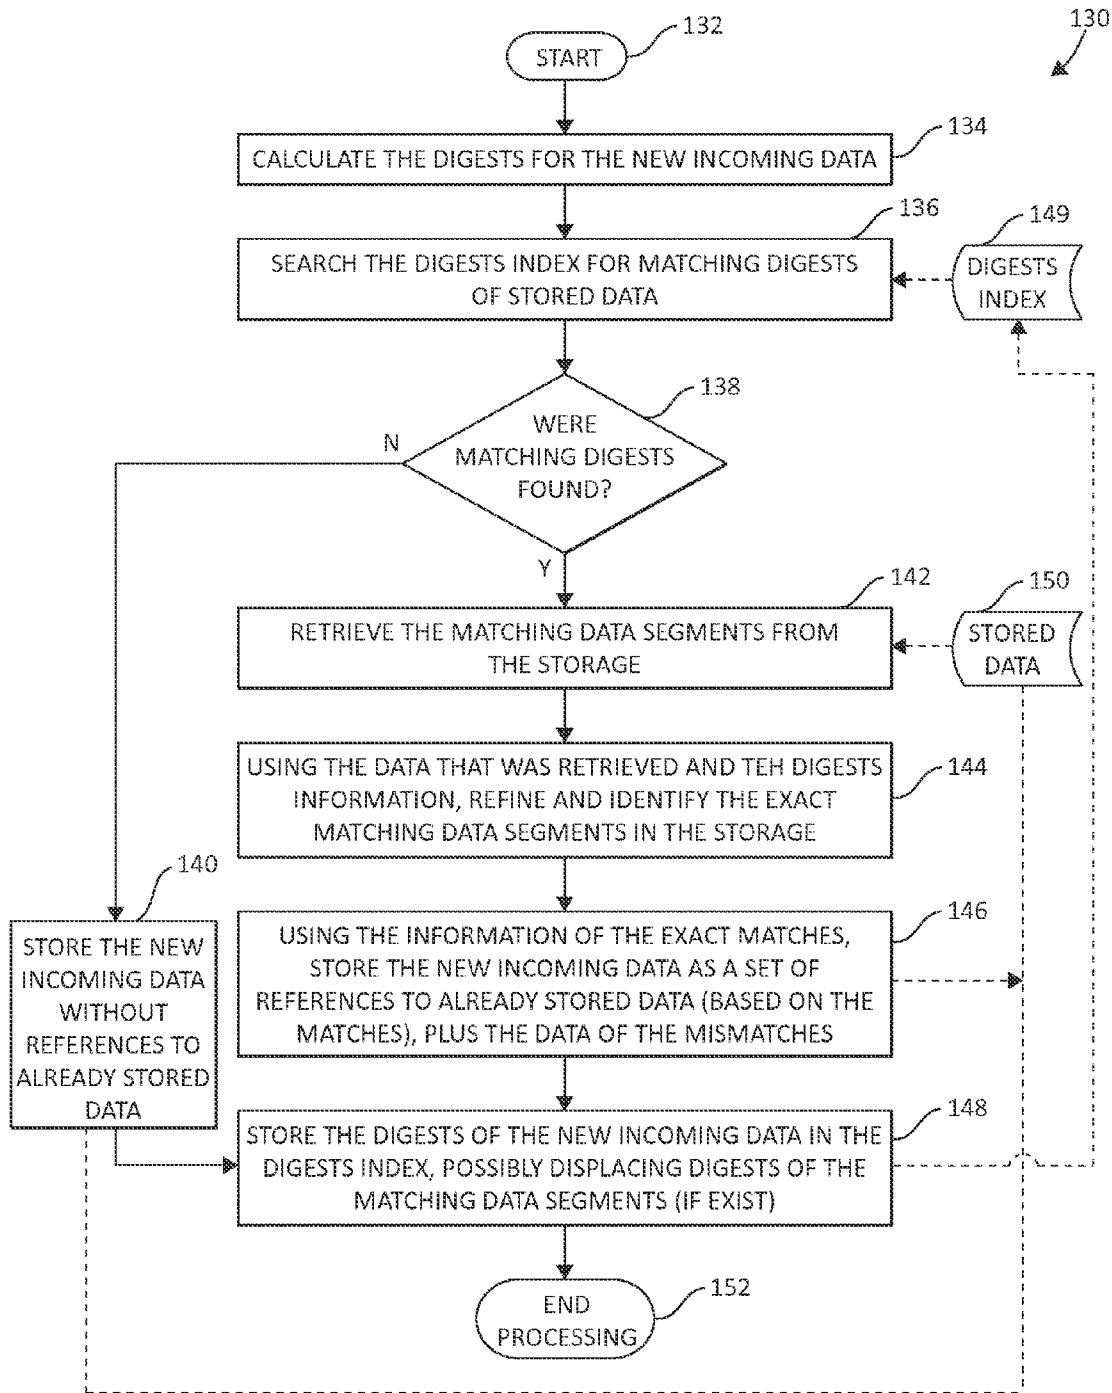 130
132
START
134
CALCULATE THE DIGESTS FOR THE NEW INCOMING DATA
136
SEARCH THE DIGESTS INDEX FOR MATCHING DIGESTS
OF STORED DATA
149
DIGESTS
INDEX
138
WERE
MATCHING DIGESTS
FOUND?
N
Y
142
RETRIEVE THE MATCHING DATA SEGMENTS FROM
THE STORAGE
150
STORED
DATA
144
USING THE DATA THAT WAS RETRIEVED AND TEH DIGESTS
INFORMATION, REFINE AND IDENTIFY THE EXACT
MATCHING DATA SEGMENTS IN THE STORAGE
140
STORE THE NEW
INCOMING DATA
WITHOUT
REFERENCES TO
ALREADY STORED
DATA
146
USING THE INFORMATION OF THE EXACT MATCHES,
STORE THE NEW INCOMING DATA AS A SET OF
REFERENCES TO ALREADY STORED DATA (BASED ON THE
MATCHES), PLUS THE DATA OF THE MISMATCHES
148
STORE THE DIGESTS OF THE NEW INCOMING DATA IN THE
DIGESTS INDEX, POSSIBLY DISPLACING DIGESTS OF THE
MATCHING DATA SEGMENTS (IF EXIST)
152
END
PROCESSING